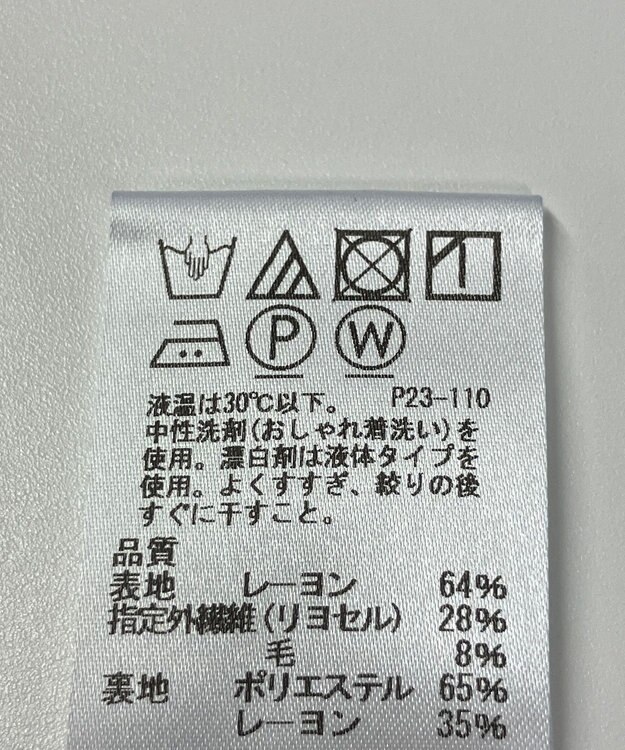 P W
液温は30℃以下。 P23-110
中性洗剤(おしゃれ着洗い)を
使用。漂白剤は液体タイプを
使用。よくすすぎ、絞りの後
すぐに干すこと。
品質
表地 レーヨン 64%
指定外繊維(リヨセル) 28%
毛 8%
裏地 ポリエステル 65%
レーヨン 35%